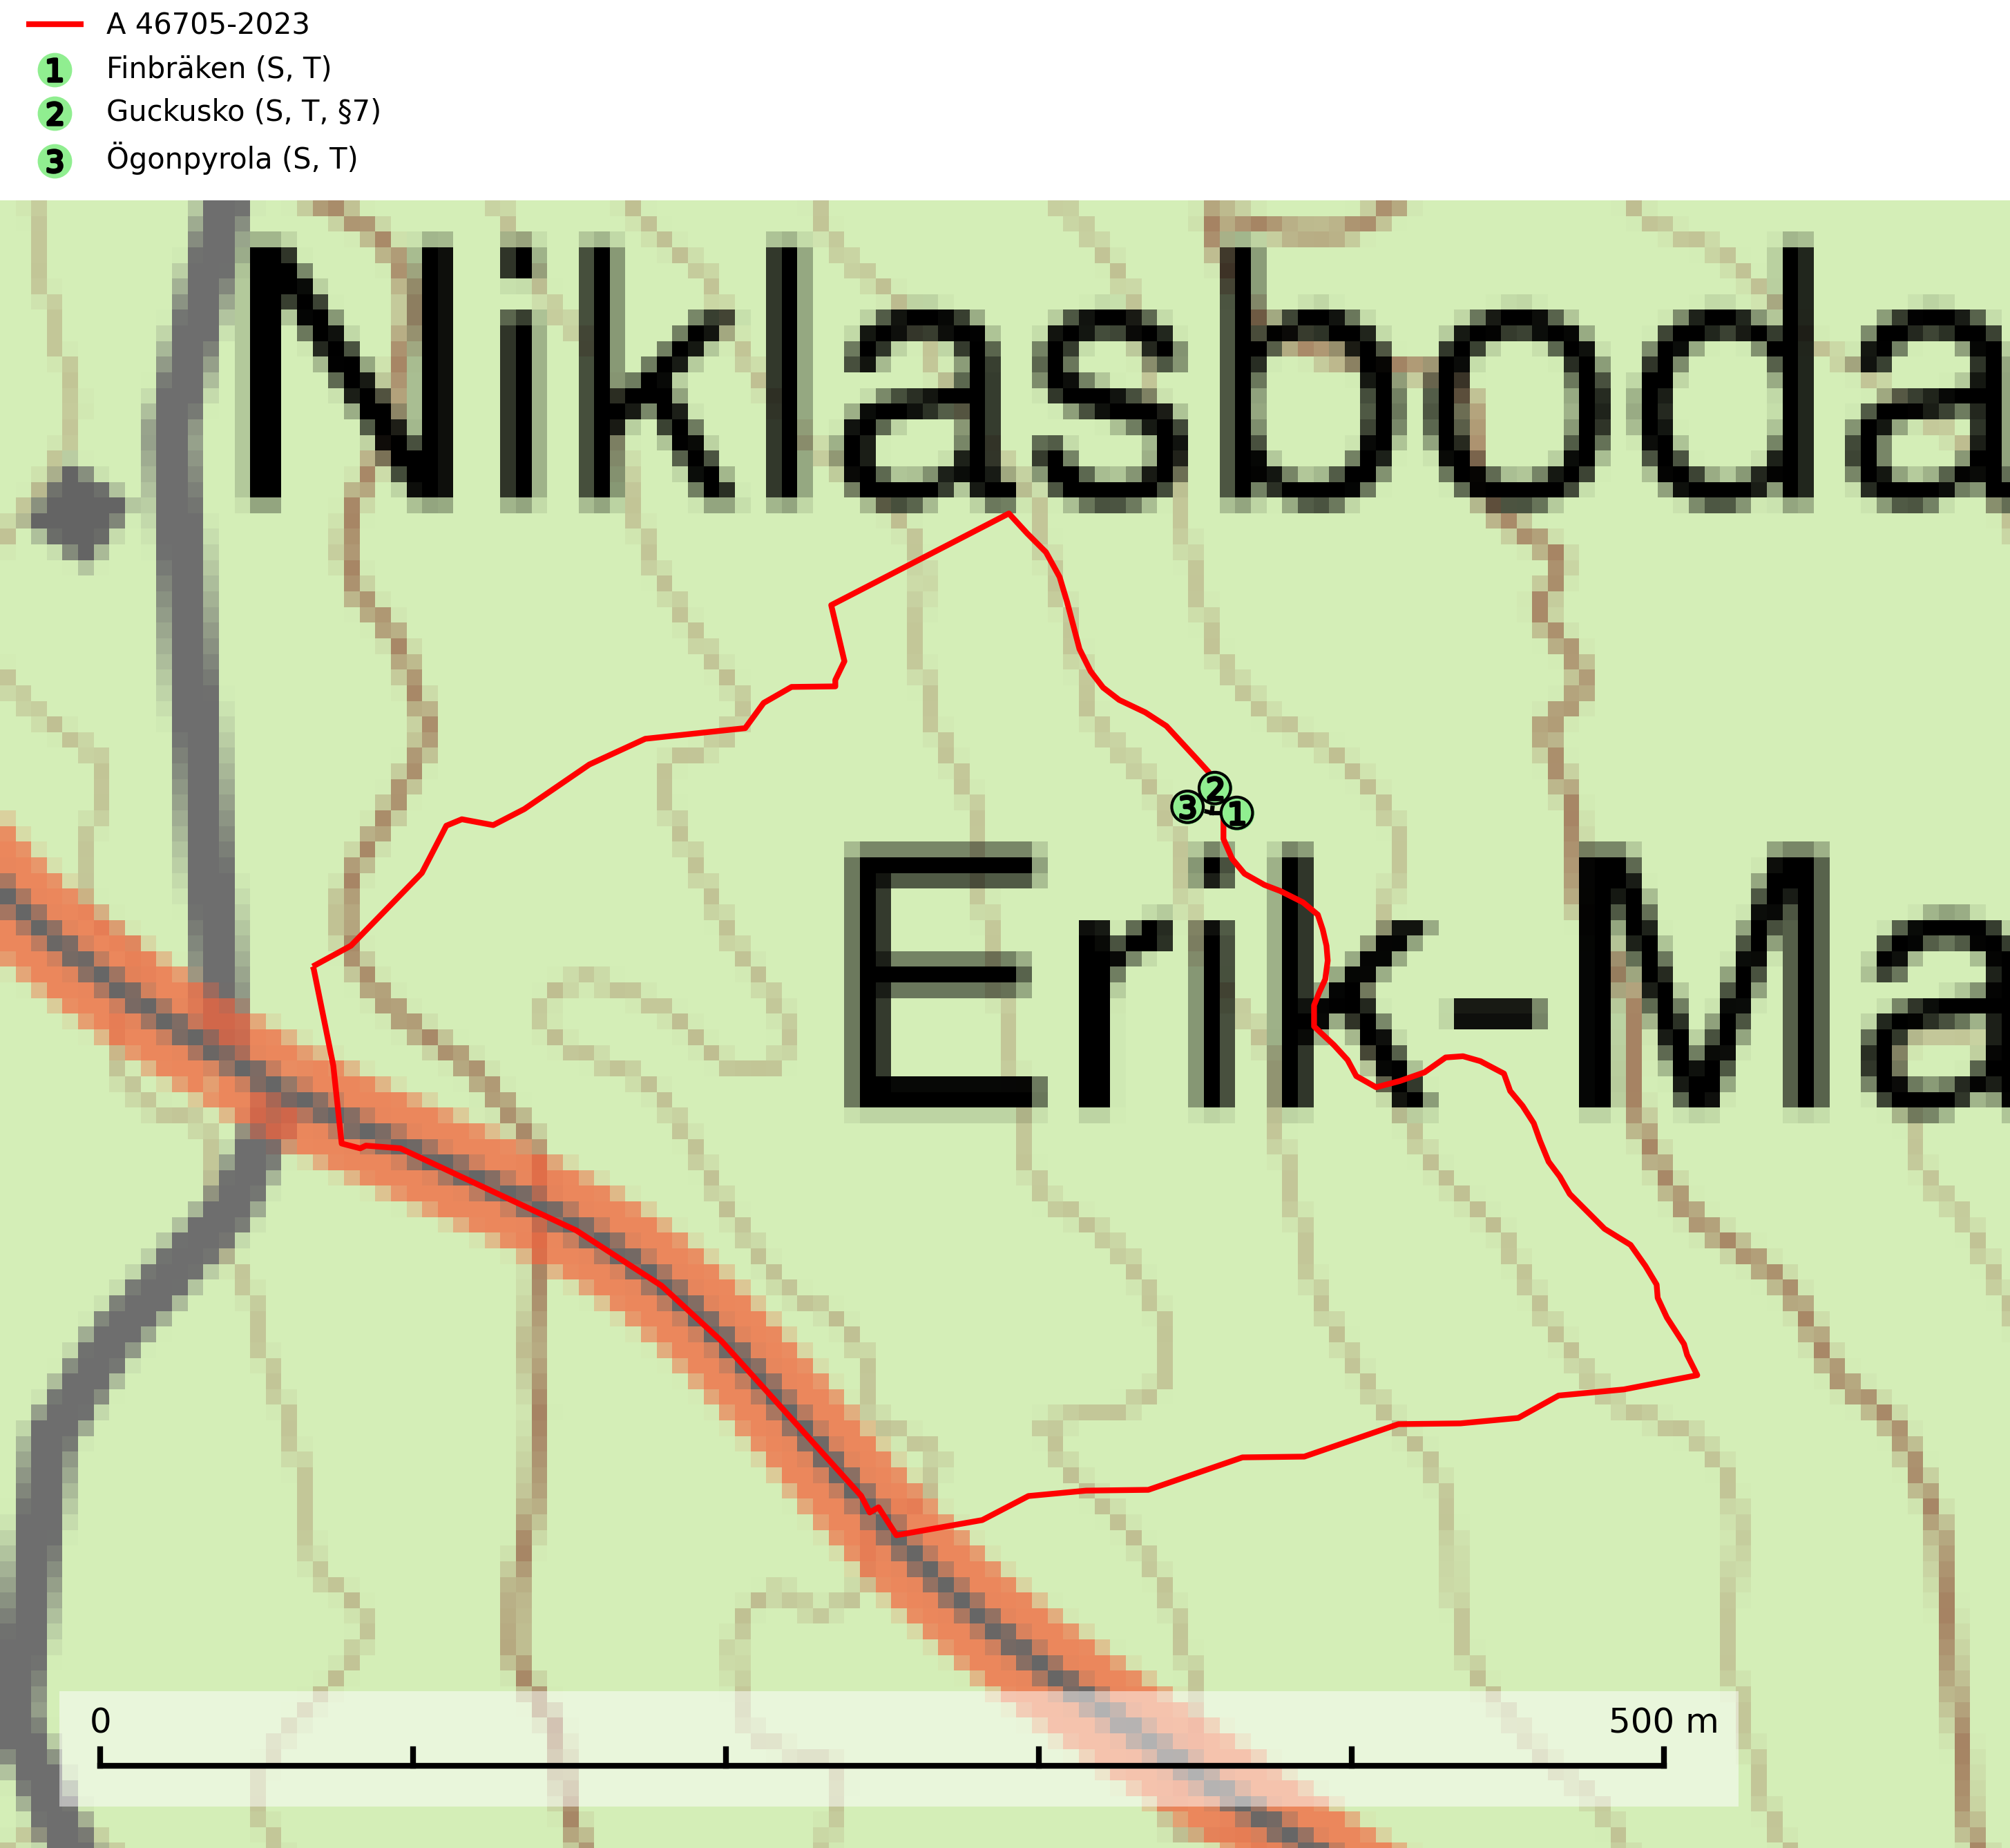 A 46705-2023
1 Finbräken (S, T)
2 Guckusko (S, T, §7)
3 Ögonpyrola (S, T)
Niklasboda
2
3 1
Erik-Ma
0 500 m